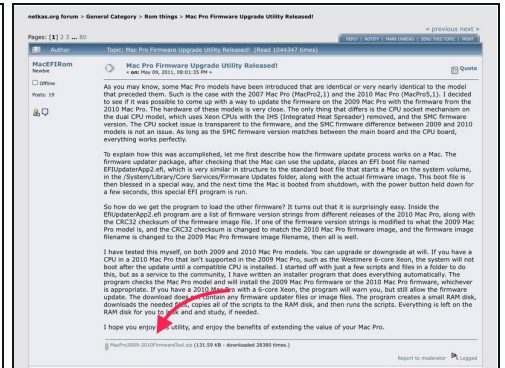 netkas.org forum > General Category > Rom things > Mac Pro Firmware Upgrade Utility Released!
« previous next »
Pages: [1] 2 3 ... 80
REPLY | NOTIFY | MARK UNREAD | SEND THIS TOPIC | PRINT
Author
Topic: Mac Pro Firmware Upgrade Utility Released! (Read 1044347 times)
MacEFIRom
Newbie
Offline
Posts: 19
Mac Pro Firmware Upgrade Utility Released!
« on: May 09, 2011, 08:01:35 PM »
Quote
As you may know, some Mac Pro models have been introduced that are identical or very nearly identical to the model
that preceded them. Such is the case with the 2007 Mac Pro (MacPro2,1) and the 2010 Mac Pro (MacPro5,1). I decided
to see if it was possible to come up with a way to update the firmware on the 2009 Mac Pro with the firmware from the
2010 Mac Pro. The hardware of these models is very close. The only thing that differs is the CPU socket mechanism on
the dual CPU model, which uses Xeon CPUs with the IHS (Integrated Heat Spreader) removed, and the SMC firmware
version. The CPU socket issue is transparent to the firmware, and the SMC firmware difference between 2009 and 2010
models is not an issue. As long as the SMC firmware version matches between the main board and the CPU board,
everything works perfectly.
To explain how this was accomplished, let me first describe how the firmware update process works on a Mac. The
firmware updater package, after checking that the Mac can use the update, places an EFI boot file named
EFIUpdaterApp2.efi, which is very similar in structure to the standard boot file that starts a Mac on the system volume,
in the /System/Library/Core/Services/Firmware Updates folder, along with the actual firmware image. This boot file is
then blessed in a special way, and the next time the Mac is booted from shutdown, with the power button held down for
a few seconds, this special EFI program is run.
So how do we get the program to load the other firmware? It turns out that it is surprisingly easy. Inside the
EfiUpdaterApp2.efi program are a list of firmware version strings from different releases of the 2010 Mac Pro, along with
the CRC32 checksum of the firmware image file. If one of the firmware version strings is modified to what the 2009 Mac
Pro model is, and the CRC32 checksum is changed to match the 2010 Mac Pro firmware image, and the firmware image
filename is changed to the 2009 Mac Pro firmware image filename, then all is well.
I have tested this myself, on both 2009 and 2010 Mac Pro models. You can upgrade or downgrade at will. If you have a
CPU in a 2010 Mac Pro that isn't supported in the 2009 Mac Pro, such as the Westmere 6-core Xeon, the system will not
boot after the update until a compatible CPU is installed. I started off with just a few scripts and files in a folder to do
this, but as a service to the community, I have written an installer program that does everything automatically. The
program checks the Mac Pro model and will install the 2009 Mac Pro firmware or the 2010 Mac Pro firmware, whichever
is appropriate. If you have a 2010 Mac Pro with a 6-core Xeon, the program will warn you, but still allow the firmware
update. The download does not contain any firmware updater files or image files. The program creates a small RAM disk,
downloads the needed files, copies all of the scripts to the RAM disk, and then runs the scripts. Everything is left on the
RAM disk for you to look and and study, if needed.
I hope you enjoy utility, and enjoy the benefits of extending the value of your Mac Pro.
MacPro2009-2010FirmwareTool.zip (131.59 KB - downloaded 28380 times.)
Report to moderator Logged